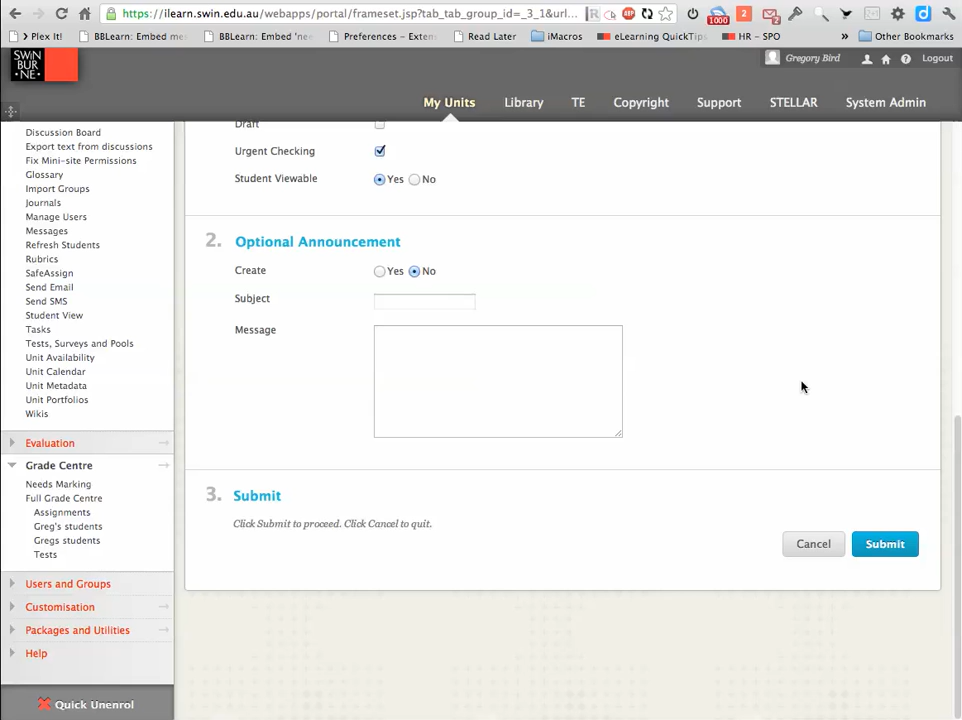 https://ilearn.swin.edu.au/webapps/portal/frameset.jsp?tab_tab_group_id=_3_1&url...
1000
2
2
> Plex It!
BBLearn: Embed me
BBLearn: Embed 'ne
Preferences – Exten
Read Later
iMacros
eLearning QuickTips
HR – SPO
»
Other Bookmarks
SWIN
BUR
NE
Gregory Bird
Logout
My Units
Library
TE
Copyright
Support
STELLAR
System Admin
Discussion Board
Export text from discussions
Fix Mini-site Permissions
Glossary
Import Groups
Journals
Manage Users
Messages
Refresh Students
Rubrics
SafeAssign
Send Email
Send SMS
Student View
Tasks
Tests, Surveys and Pools
Unit Availability
Unit Calendar
Unit Metadata
Unit Portfolios
Wikis
Evaluation
Grade Centre
Needs Marking
Full Grade Centre
Assignments
Greg's students
Gregs students
Tests
Users and Groups
Customisation
Packages and Utilities
Help
Quick Unenrol
Draft
Urgent Checking
Student Viewable
Yes No
2. Optional Announcement
Create
Yes No
Subject
Message
3. Submit
Click Submit to proceed. Click Cancel to quit.
Cancel
Submit